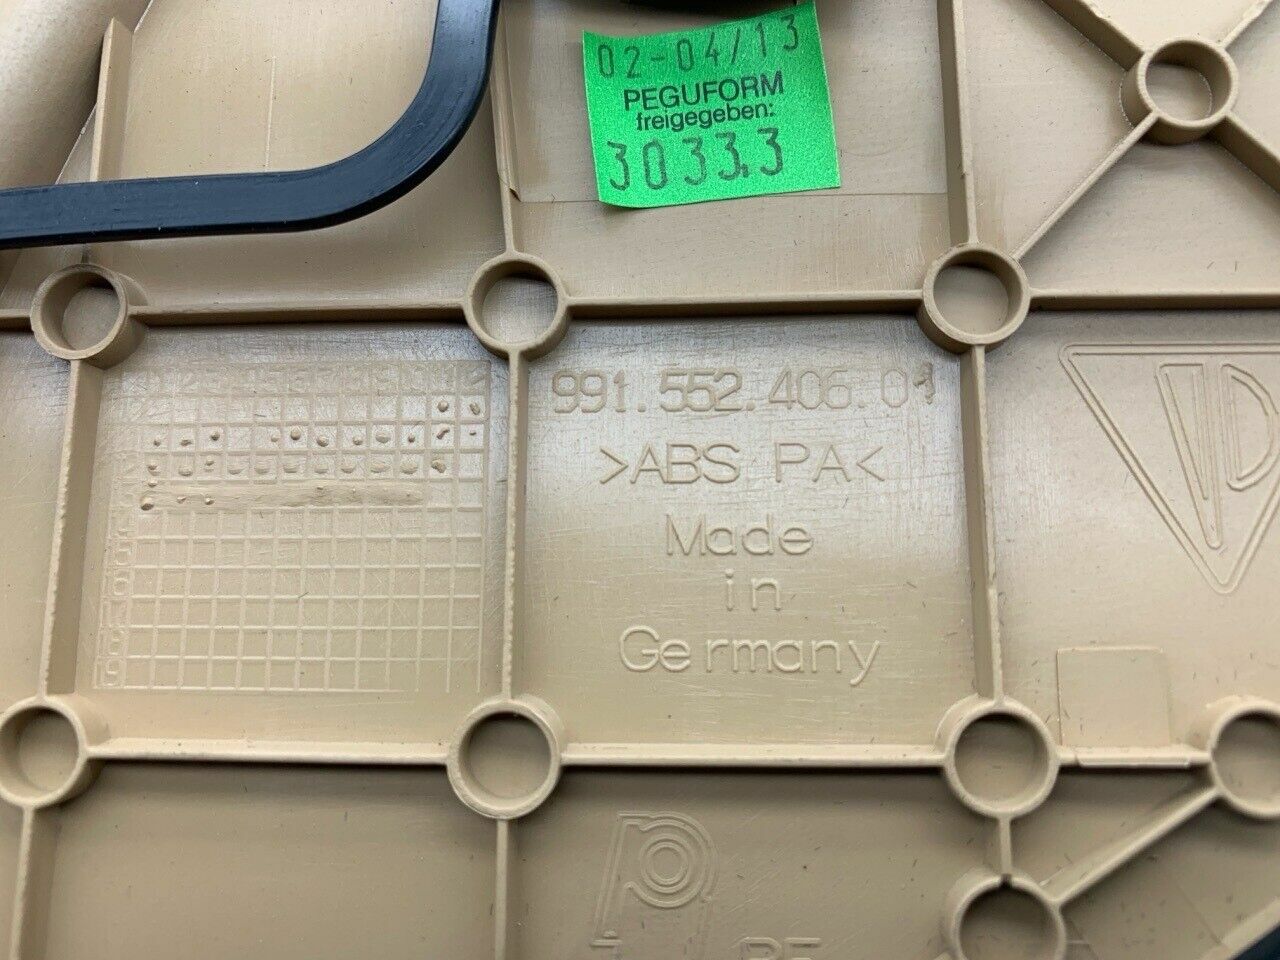 02-04/13
PEGUFORM
freigegeben:
3033.3
991.552.406.01
>ABS PA<
Made
in
Germany